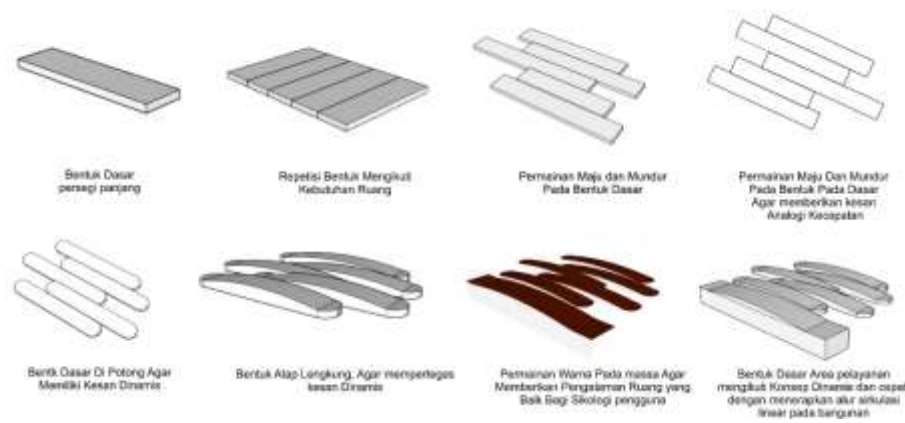 Bentuk Dasar
persegi panjang
Repetisi Bentuk Mengikuti
Kebutuhan Ruang
Permainan Maju dan Mundur
Pada Bentuk Dasar
Permainan Maju Dan Mundur
Pada Bentuk Pada Dasar
Agar memberikan kesan
Analogi Kecepatan
Bentk Dasar Di Potong Agar
Memiliki Kesan Dinamis
Bentuk Atap Lengkung, Agar mempertegas
kesan Dinamis
Permainan Warna Pada massa Agar
Memberikan Pengalaman Ruang yang
Baik Bagi Sikologi pengguna
Bentuk Dasar Area pelayanan
mengikuti Konsep Dinamis dan cepat
dengan menerapkan alur sirkulasi
linear pada bangunan